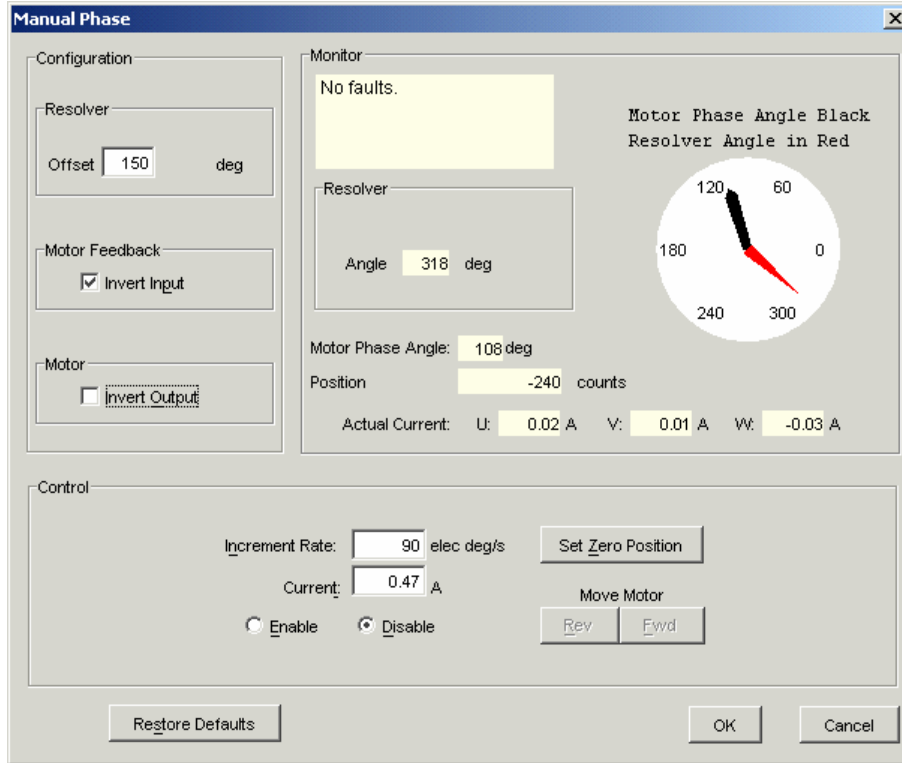 Manual Phase
Configuration
Resolver
Offset 150 deg
Motor Feedback
Invert Input
Motor
Invert Output
Monitor
No faults.
Motor Phase Angle Black
Resolver Angle in Red
120 60
180 0
240 300
Resolver
Angle 318 deg
Motor Phase Angle: 108 deg
Position -240 counts
Actual Current: U: 0.02 A V: 0.01 A W: -0.03 A
Control
Increment Rate: 90 elec deg/s Set Zero Position
Current: 0.47 A
Move Motor
Enable Disable Rev Fwd
Restore Defaults OK Cancel